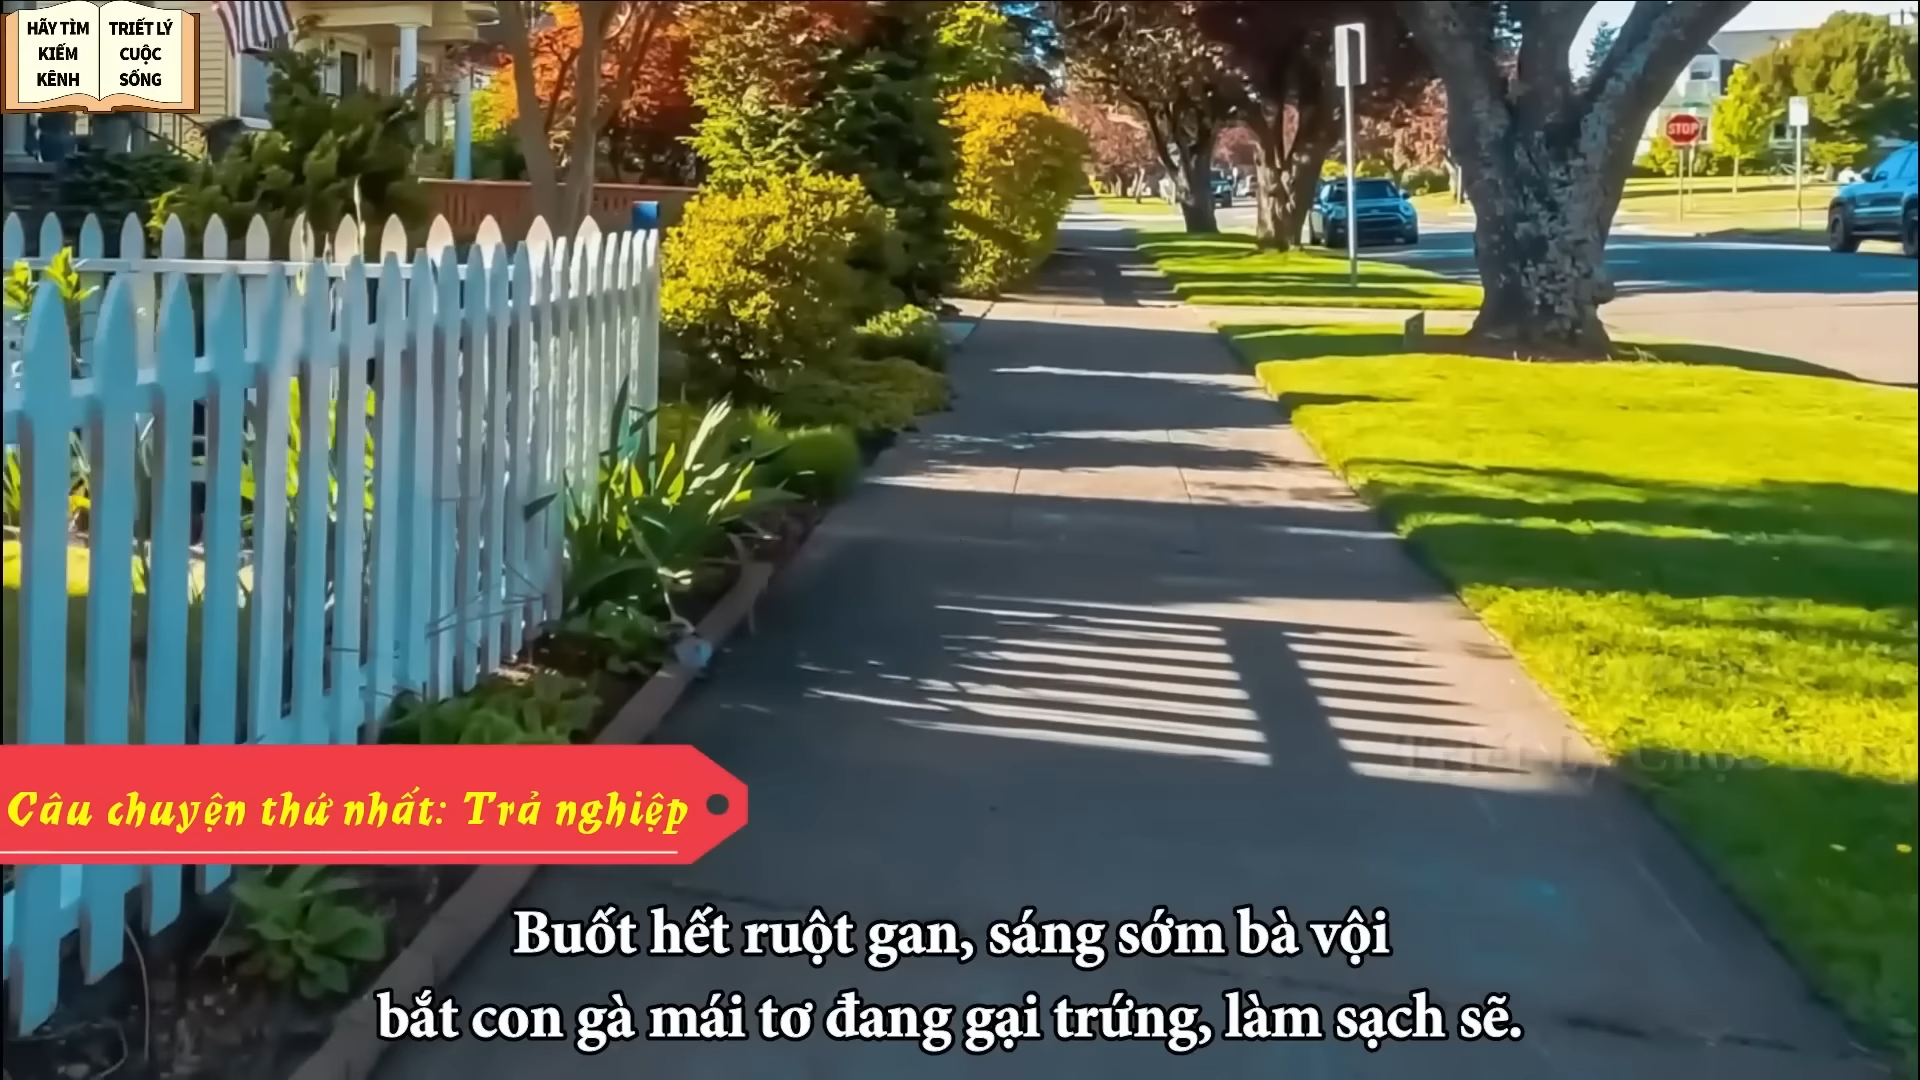 HÃY TÌM
KIẾM
KÊNH
TRIẾT LÝ
CUỘC
SỐNG
STOP
Câu chuyện thứ nhất: Trả nghiệp
Buốt hết ruột gan, sáng sớm bà vội
bắt con gà mái tơ đang gại trứng, làm sạch sẽ.